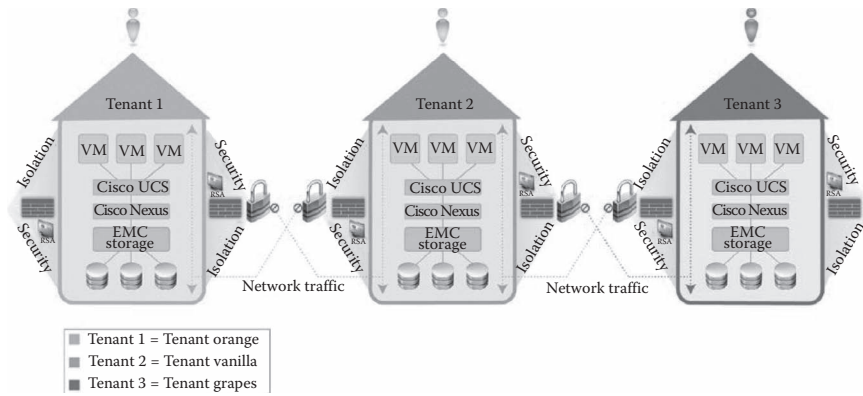 Tenant 1
Tenant 2
Tenant 3
Isolation
VM VM VM
Security
Isolation
VM VM VM
Security
Isolation
VM VM VM
Security
RSA
Cisco UCS
RSA
Cisco UCS
RSA
Cisco UCS
Cisco Nexus
Cisco Nexus
Cisco Nexus
Security
RSA
EMC
storage
Isolation
Security
RSA
EMC
storage
Isolation
Security
RSA
EMC
storage
Isolation
Network traffic
Network traffic
Tenant 1 = Tenant orange
Tenant 2 = Tenant vanilla
Tenant 3 = Tenant grapes